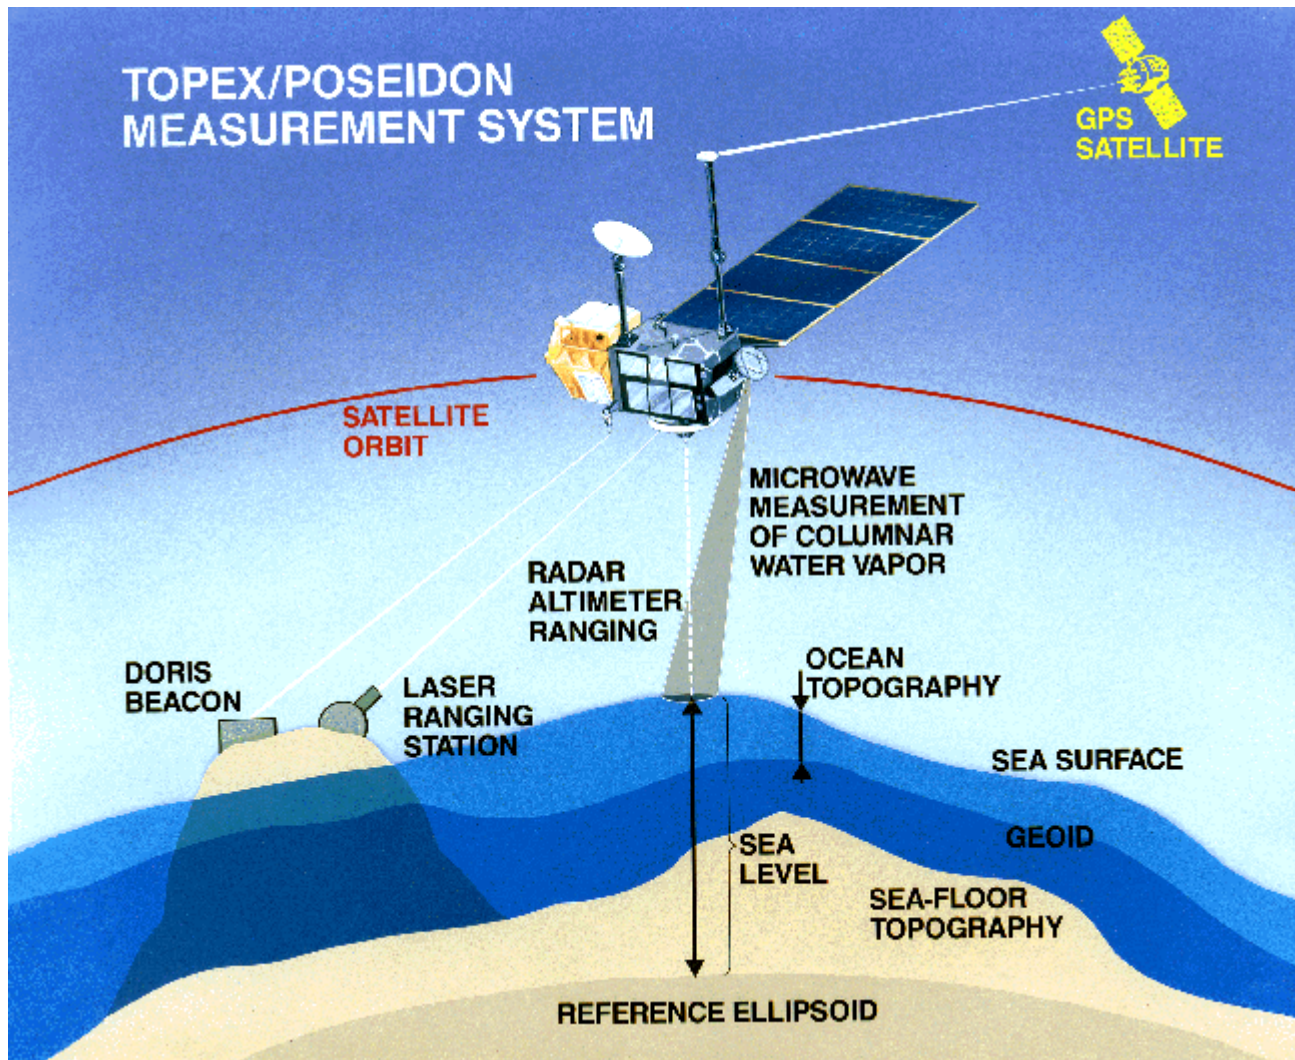 TOPEX/POSEIDON
MEASUREMENT SYSTEM
GPS
SATELLITE
SATELLITE
ORBIT
MICROWAVE
MEASUREMENT
OF COLUMNAR
WATER VAPOR
RADAR
ALTIMETER
RANGING
DORIS
BEACON
LASER
RANGING
STATION
OCEAN
TOPOGRAPHY
SEA SURFACE
GEOID
SEA
LEVEL
SEA-FLOOR
TOPOGRAPHY
REFERENCE ELLIPSOID